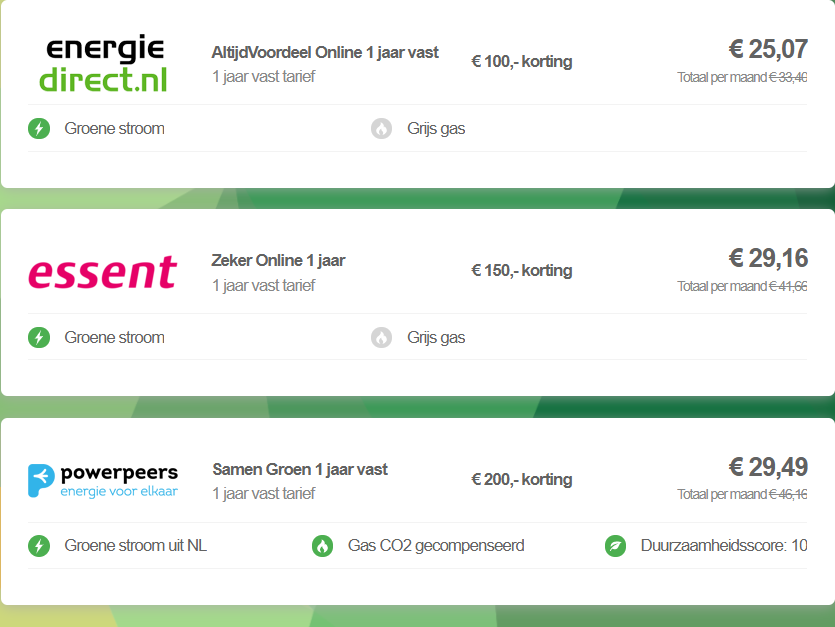 energie
direct.nl
AltijdVoordeel Online 1 jaar vast
1 jaar vast tarief
€ 100,- korting
€ 25,07
Totaal per maand € 33,40
Groene stroom
Grijs gas
essent
Zeker Online 1 jaar
1 jaar vast tarief
€ 150,- korting
€ 29,16
Totaal per maand € 41,66
Groene stroom
Grijs gas
powerpeers
energie voor elkaar
Samen Groen 1 jaar vast
1 jaar vast tarief
€ 200,- korting
€ 29,49
Totaal per maand € 46,16
Groene stroom uit NL
Gas CO2 gecompenseerd
Duurzaamheidsscore: 10